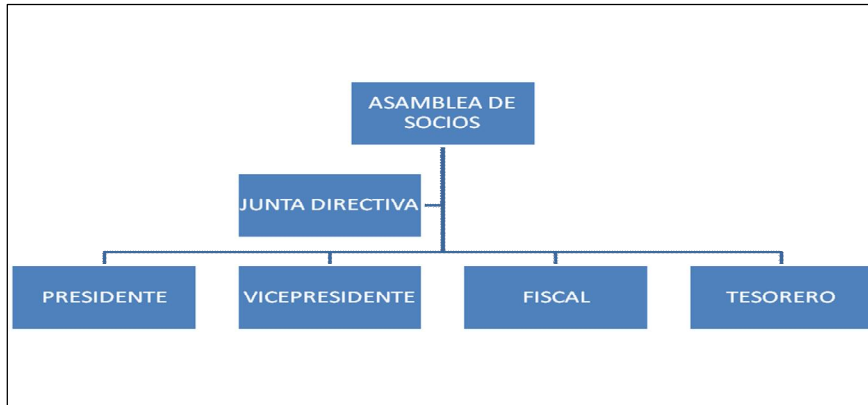 ASAMBLEA DE
SOCIOS
JUNTA DIRECTIVA
PRESIDENTE
VICEPRESIDENTE
FISCAL
TESORERO